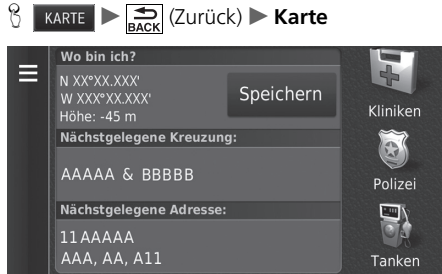 KARTE ▶ BACK (Zurück) ▶ Karte
Wo bin ich?
N XX°XX.XXX'
W XXX°XX.XXX'
Höhe: -45 m
Speichern
Kliniken
Nächstgelegene Kreuzung:
AAAAA & BBBBB
Polizei
Nächstgelegene Adresse:
11 AAAAA
AAA, AA, A11
Tanken